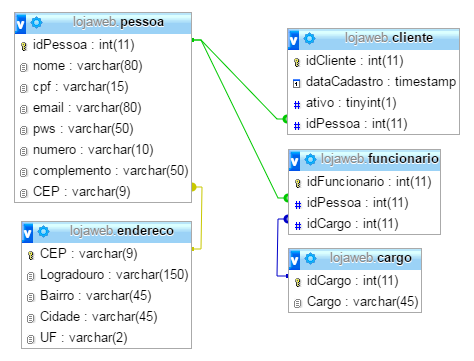 lojaweb.pessoa
idPessoa : int(11)
nome : varchar(80)
cpf : varchar(15)
email : varchar(80)
pws : varchar(50)
numero : varchar(10)
complemento : varchar(50)
CEP : varchar(9)
lojaweb.endereco
CEP : varchar(9)
Logradouro : varchar(150)
Bairro : varchar(45)
Cidade : varchar(45)
UF : varchar(2)
lojaweb.cliente
idCliente : int(11)
dataCadastro : timestamp
ativo : tinyint(1)
idPessoa : int(11)
lojaweb.funcionario
idFuncionario : int(11)
idPessoa : int(11)
idCargo : int(11)
lojaweb.cargo
idCargo : int(11)
Cargo : varchar(45)